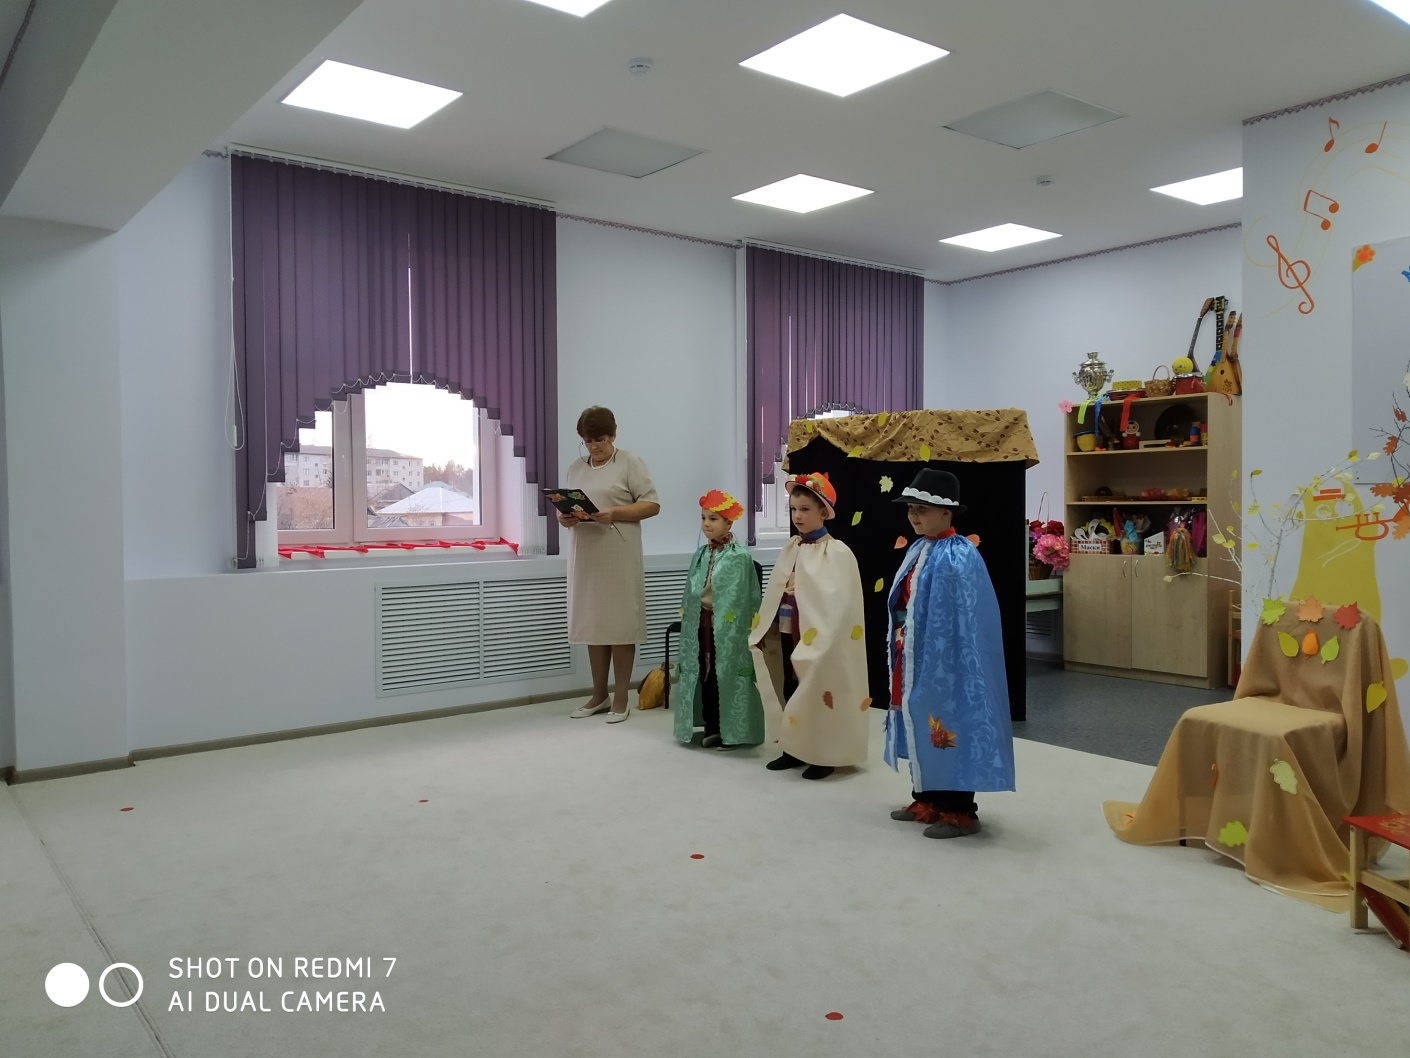 Маски
SHOT ON REDMI 7
AI DUAL CAMERA